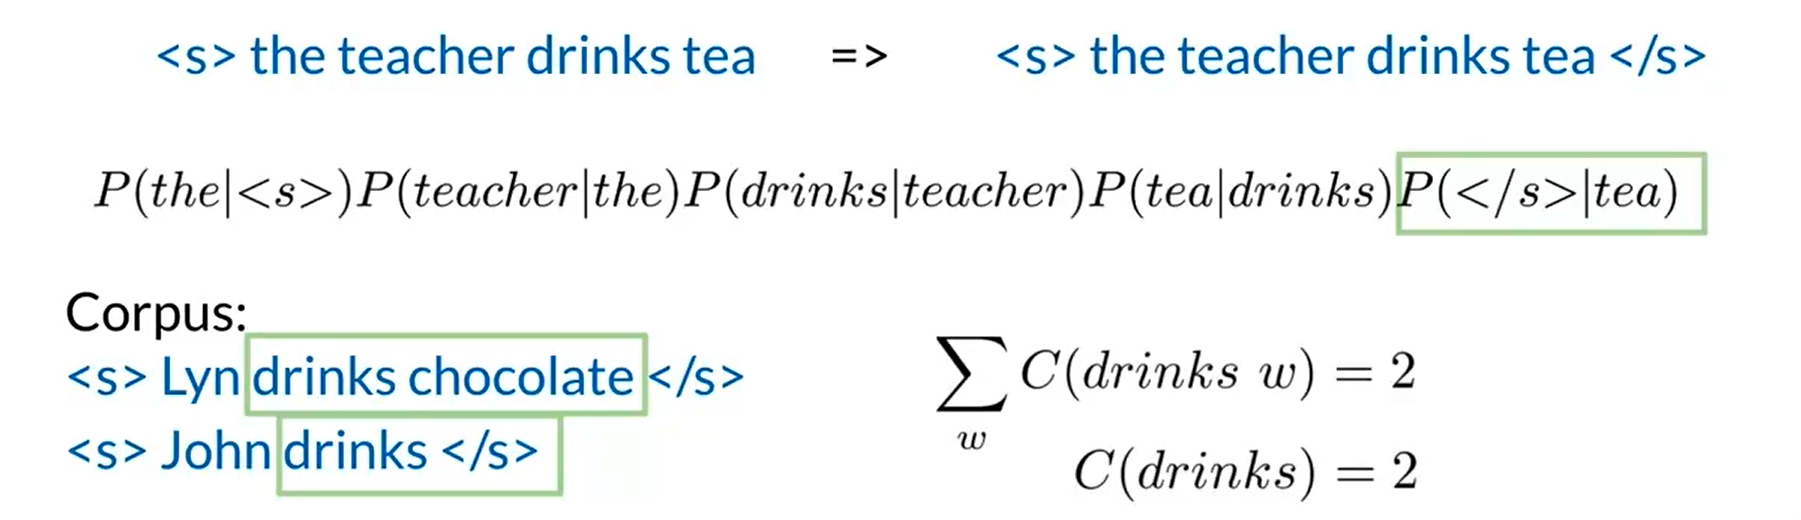 <s> the teacher drinks tea => <s> the teacher drinks tea </s>
P(the|<s>)P(teacher|the)P(drinks|teacher)P(tea|drinks)P(</s>|tea)
Corpus:
<s> Lyn drinks chocolate </s>
<s> John drinks </s>
∑_w C(drinks w) = 2
C(drinks) = 2